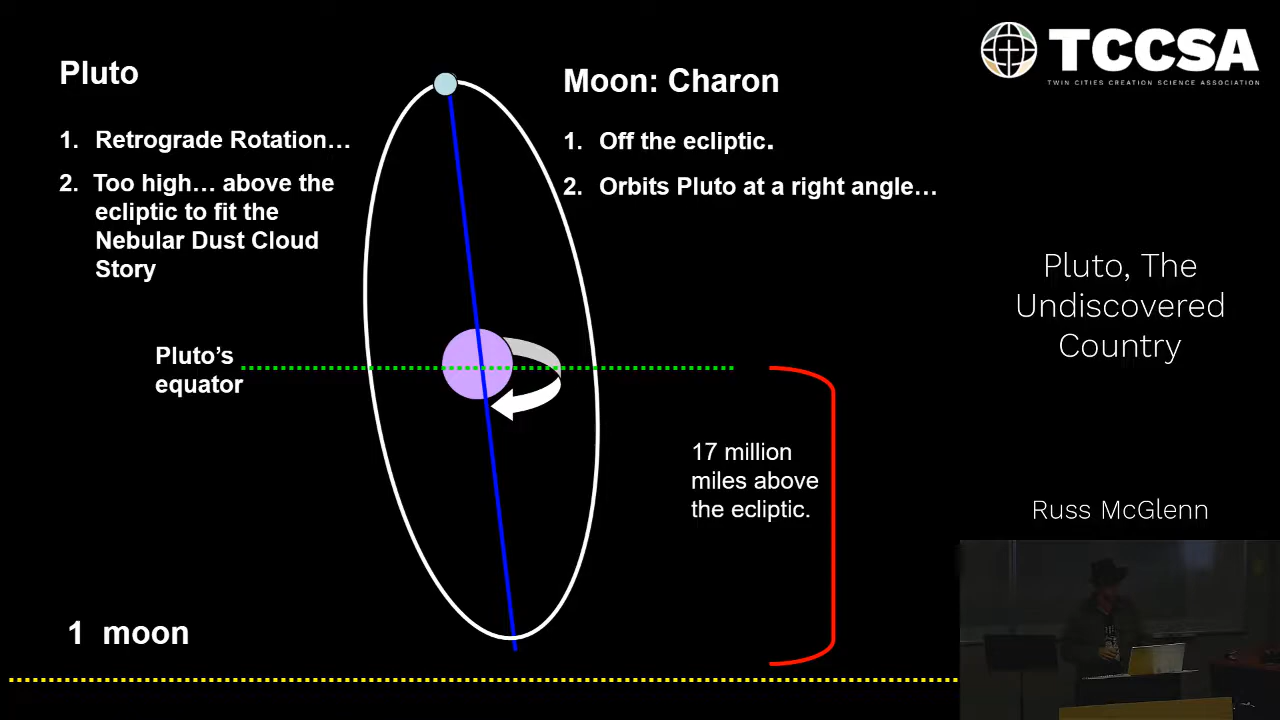 Pluto
1. Retrograde Rotation…
2. Too high… above the
ecliptic to fit the
Nebular Dust Cloud
Story
Moon: Charon
1. Off the ecliptic.
2. Orbits Pluto at a right angle…
Pluto's
equator
17 million
miles above
the ecliptic.
1 moon
TCCSA
TWIN CITIES CREATION SCIENCE ASSOCIATION
Pluto, The
Undiscovered
Country
Russ McGlenn